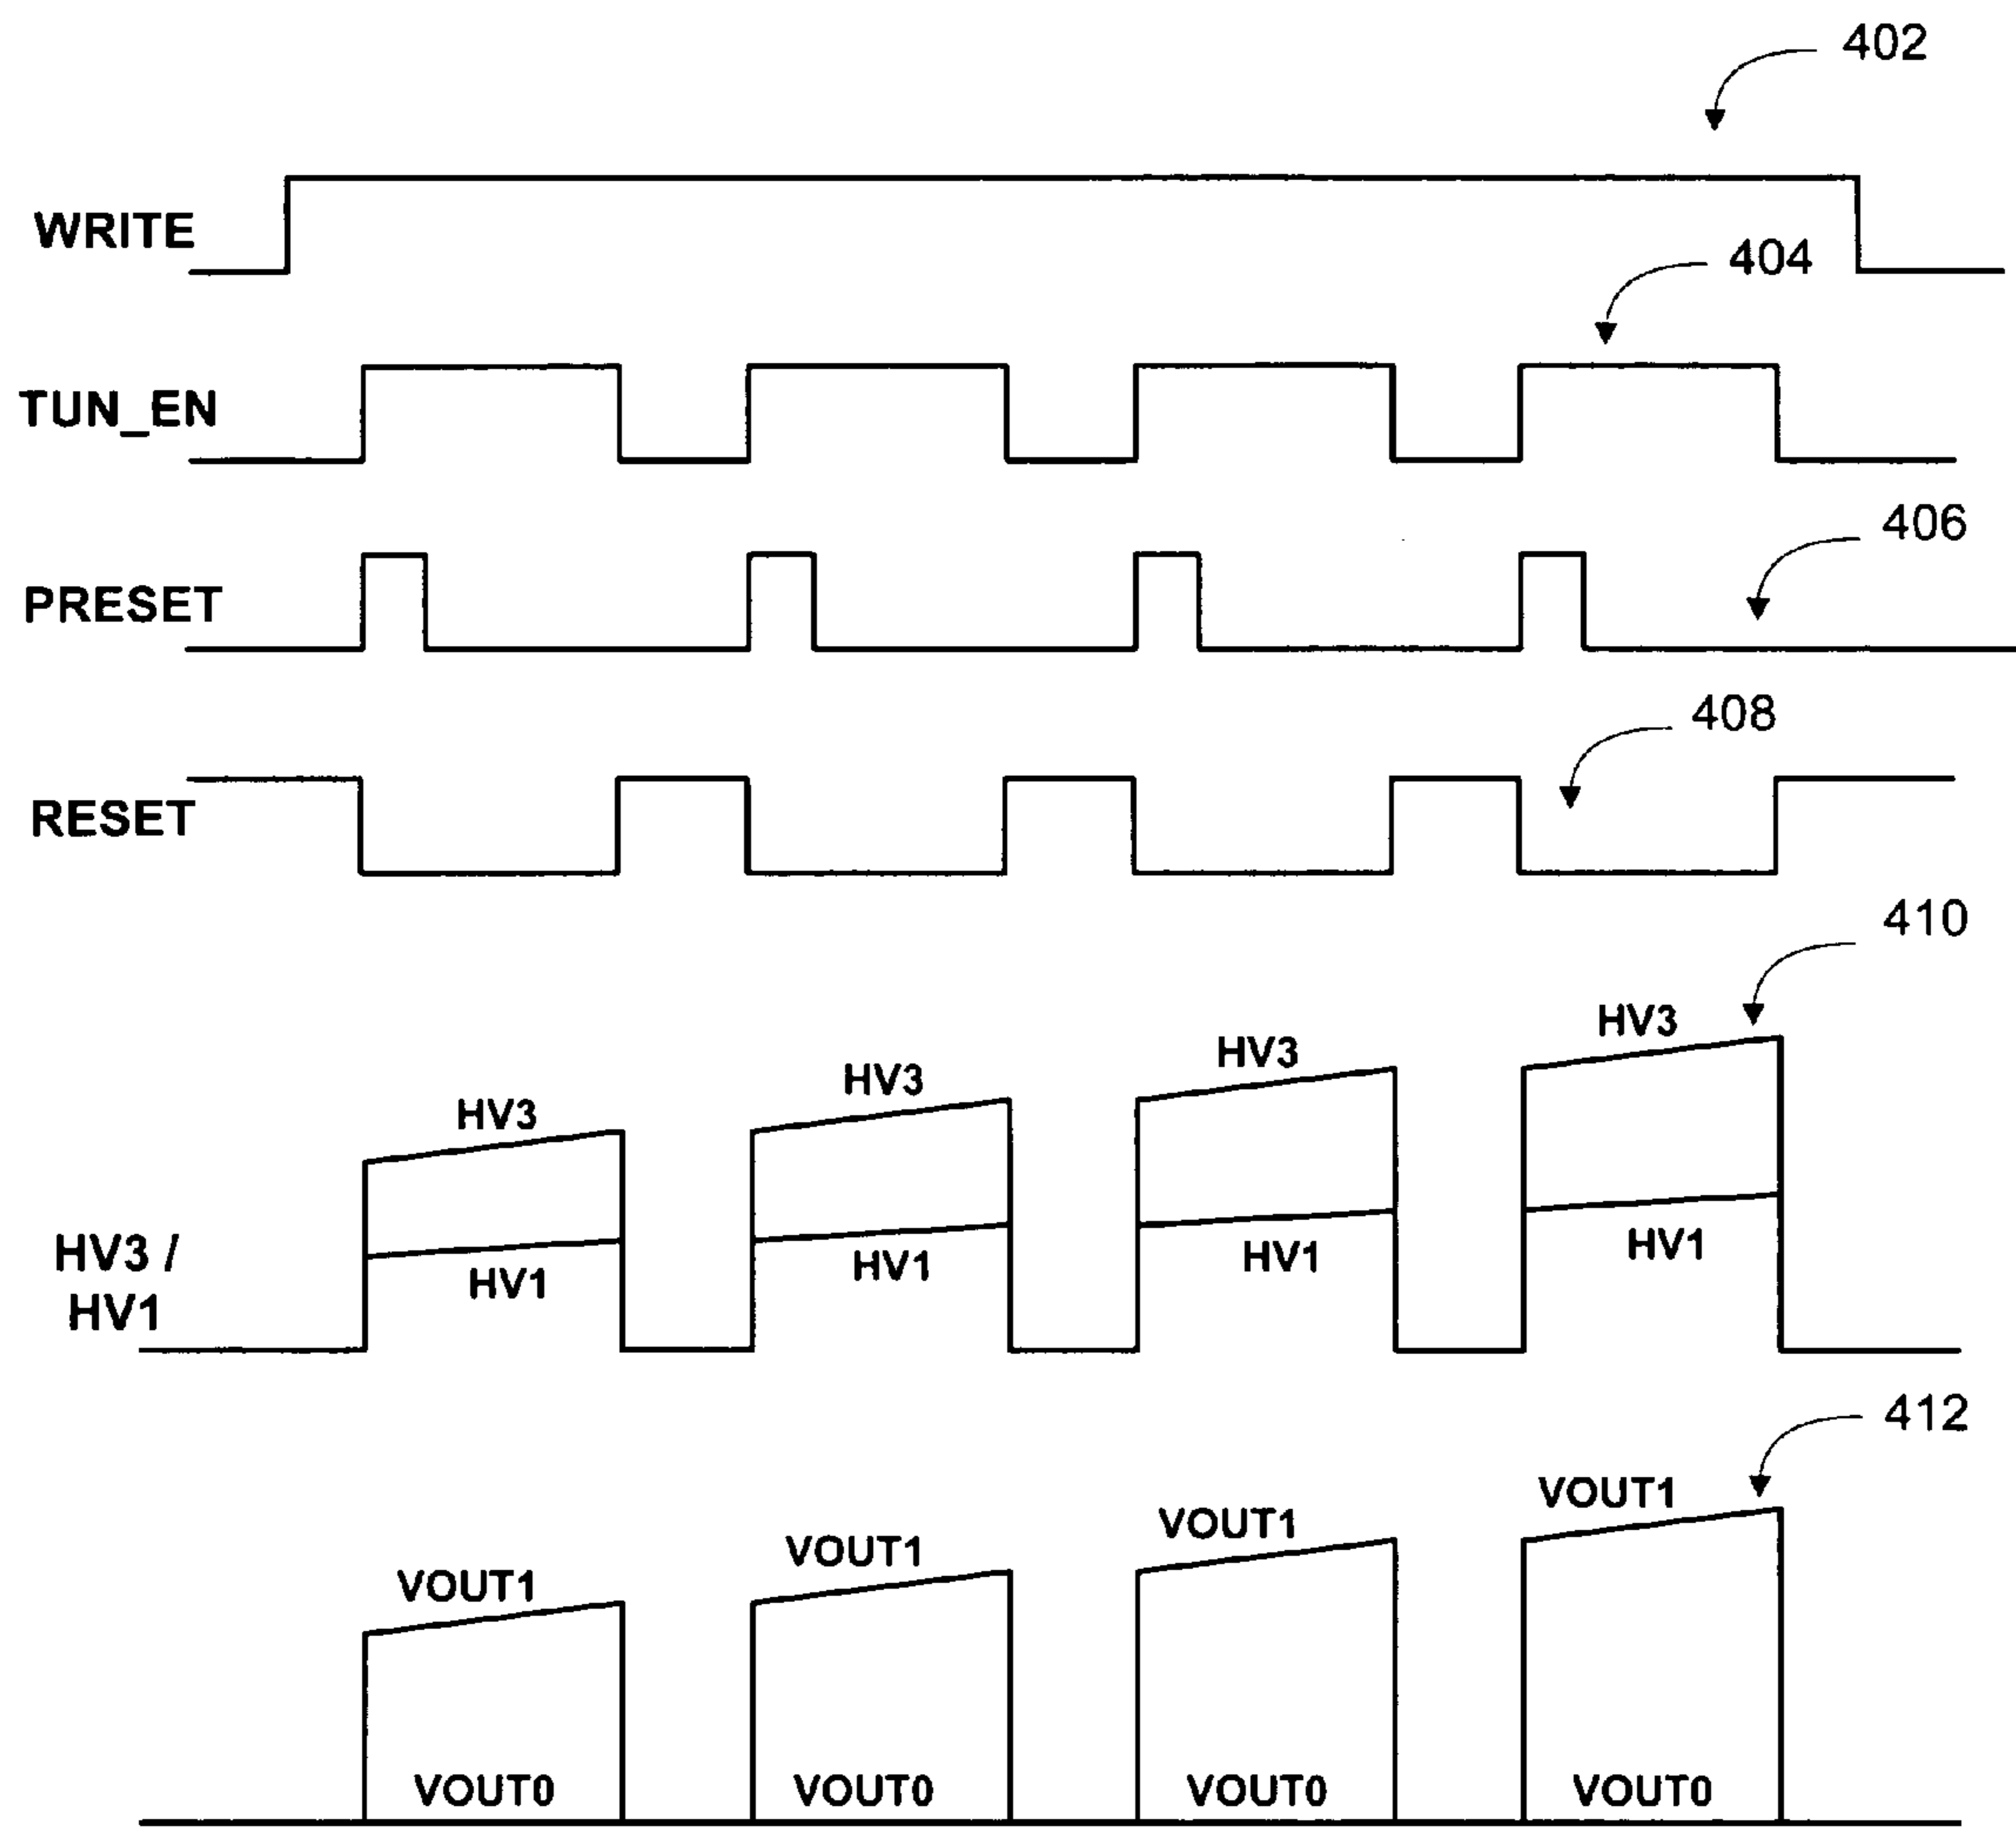 402
WRITE
404
TUN_EN
406
PRESET
408
RESET
410
HV3
HV3
HV3
HV3
HV3 /
HV1
HV1
HV1
HV1
HV1
412
VOUT1
VOUT1
VOUT1
VOUT1
VOUT0
VOUT0
VOUT0
VOUT0